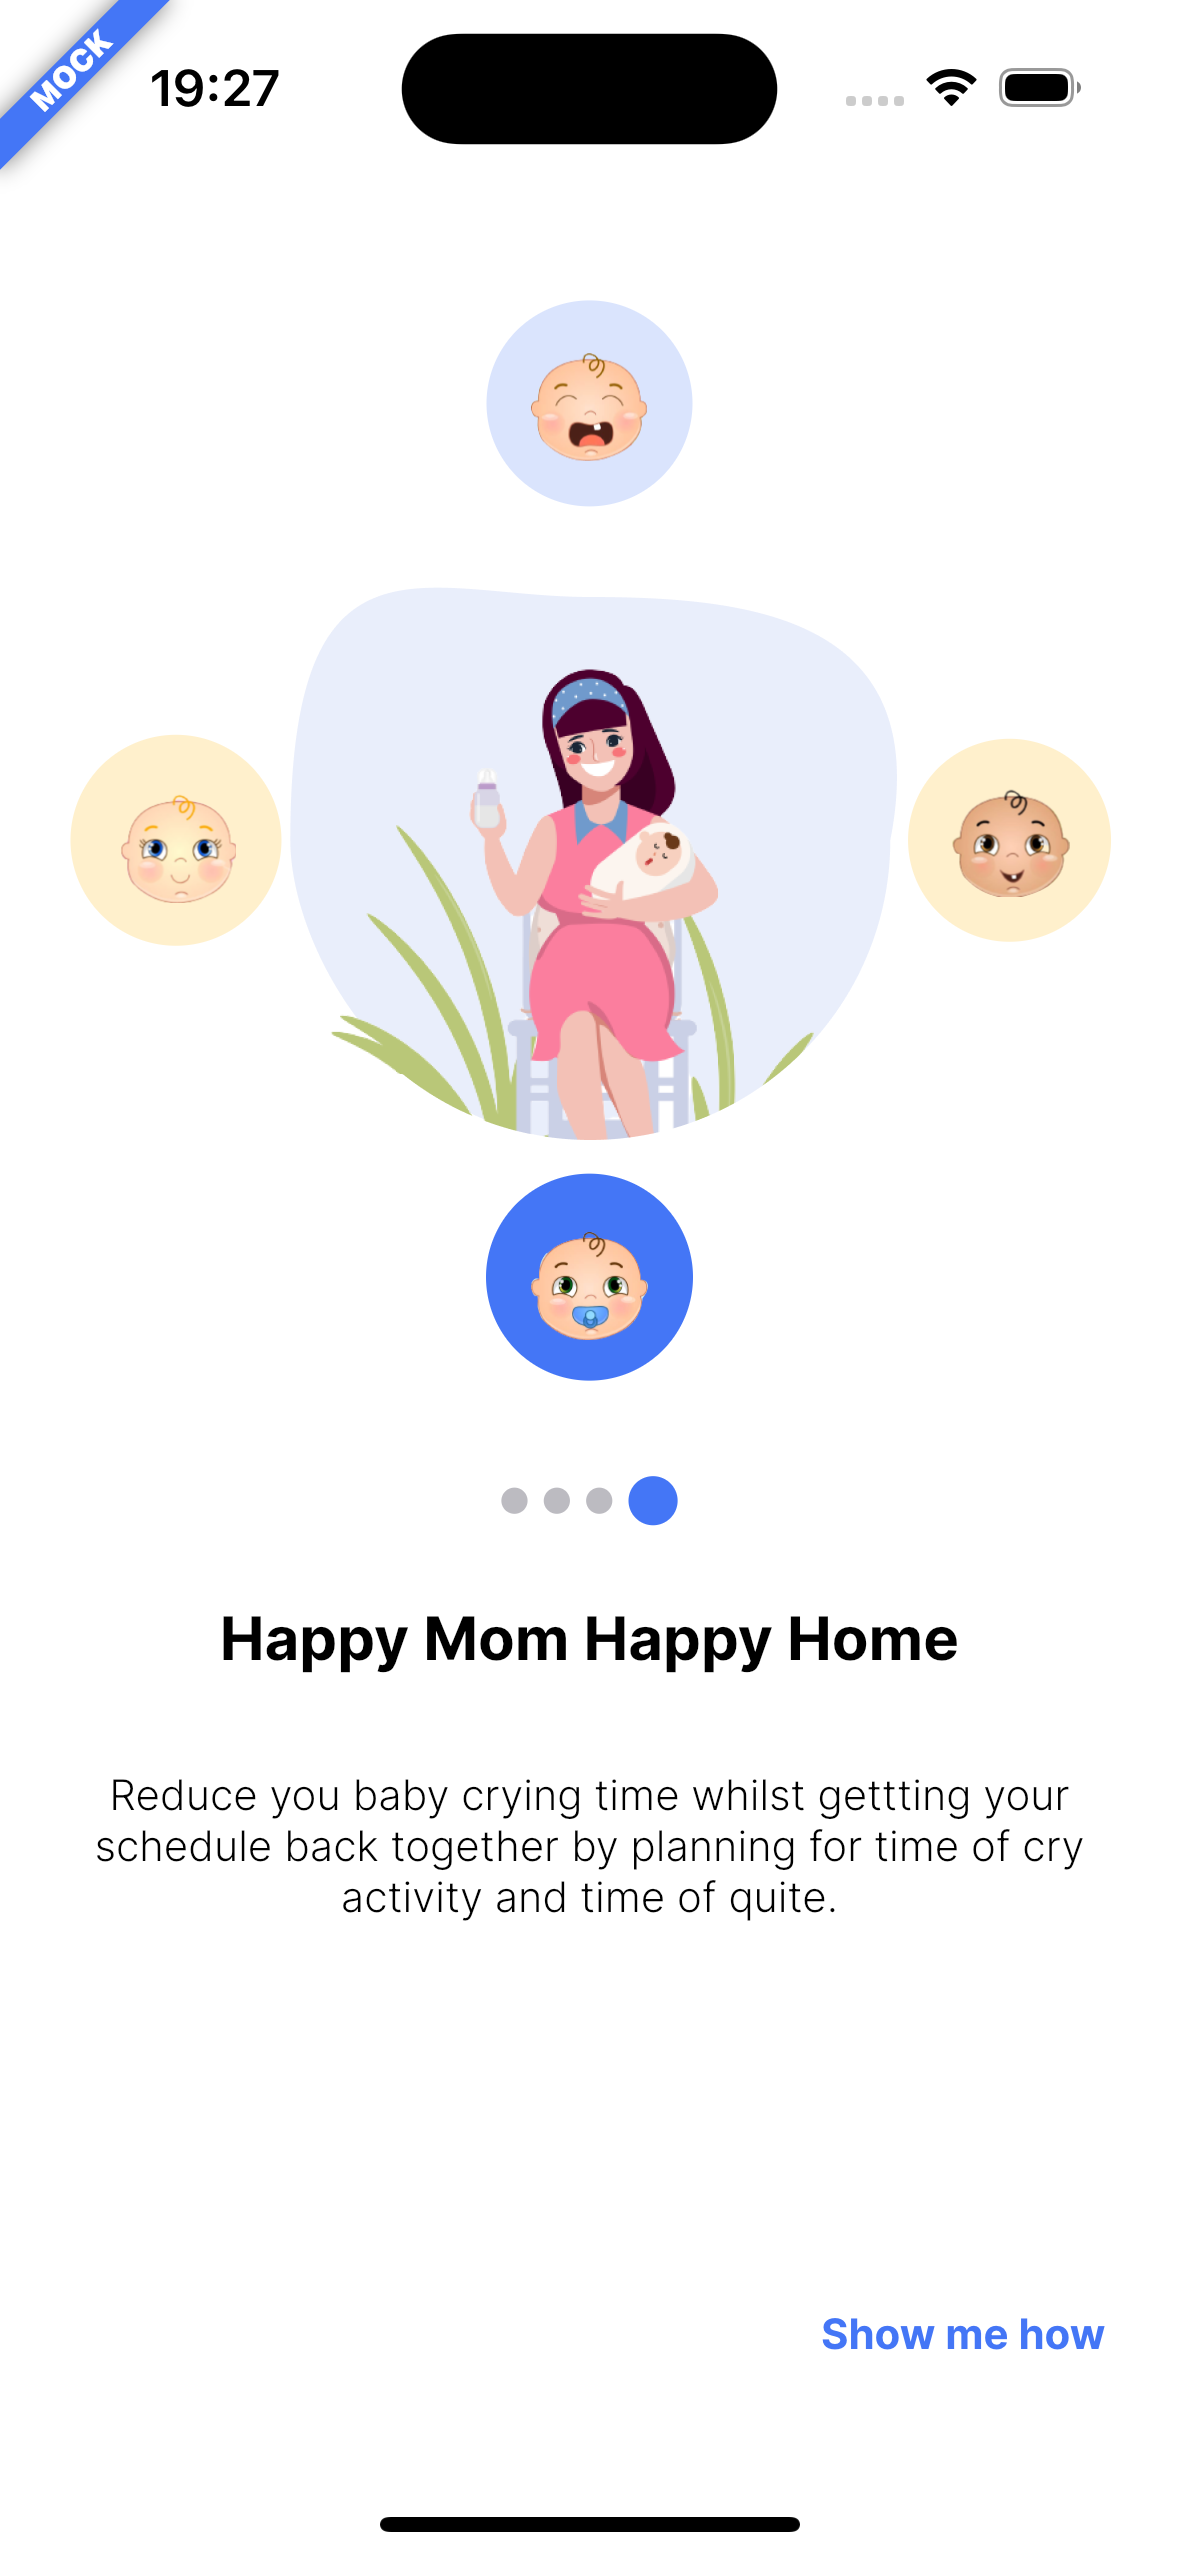 MOCK
19:27
Happy Mom Happy Home
Reduce you baby crying time whilst gettting your
schedule back together by planning for time of cry
activity and time of quite.
Show me how